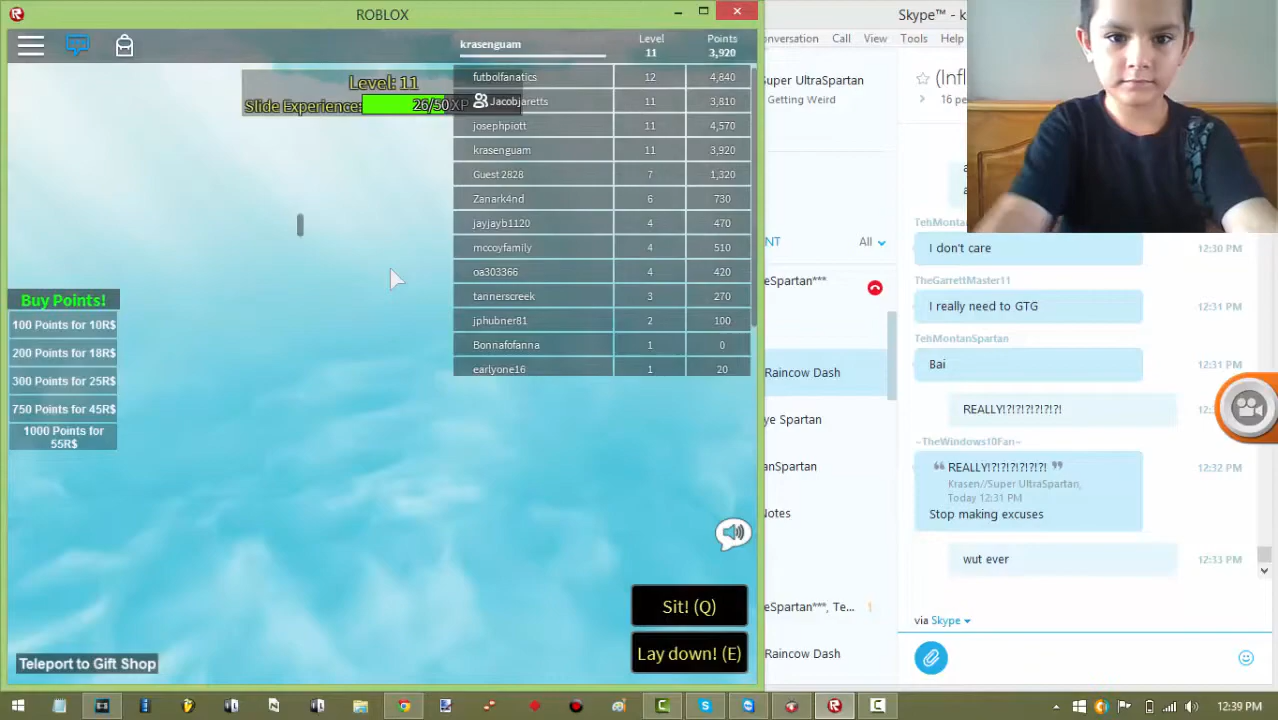 ROBLOX
krasenguam
Level
11
Points
3,920
Level: 11
Slide Experience: 26/50 XP
futbolfanatics 12 4,840
Jacobjaretts 11 3,810
josephpiott 11 4,570
krasenguam 11 3,920
Guest 2828 7 1,320
Zanark4nd 6 730
jayjayb1120 4 470
mccoyfamily 4 510
oa303366 4 420
tannerscreek 3 270
jphubner81 2 100
Bonnafofanna 1 0
earlyone16 1 20
Buy Points!
100 Points for 10R$
200 Points for 18R$
300 Points for 25R$
750 Points for 45R$
1000 Points for
55R$
Sit! (Q)
Lay down! (E)
Teleport to Gift Shop
Skype™ - k
onversation Call View Tools Help
Super UltraSpartan
Getting Weird
(Infl
16 pe
NT All
eSpartan***
Raincow Dash
ye Spartan
anSpartan
Notes
eSpartan***, Te... 1
Raincow Dash
TehMontan
I don't care 12:30 PM
TheGarrettMaster11
I really need to GTG 12:31 PM
TehMontanSpartan
Bai 12:31 PM
REALLY!?!?!?!?!?!?!
~TheWindows10Fan~
REALLY!?!?!?!?!?!?! 12:32 PM
Krasen//Super UltraSpartan,
Today 12:31 PM
Stop making excuses
wut ever 12:33 PM
via Skype
12:39 PM